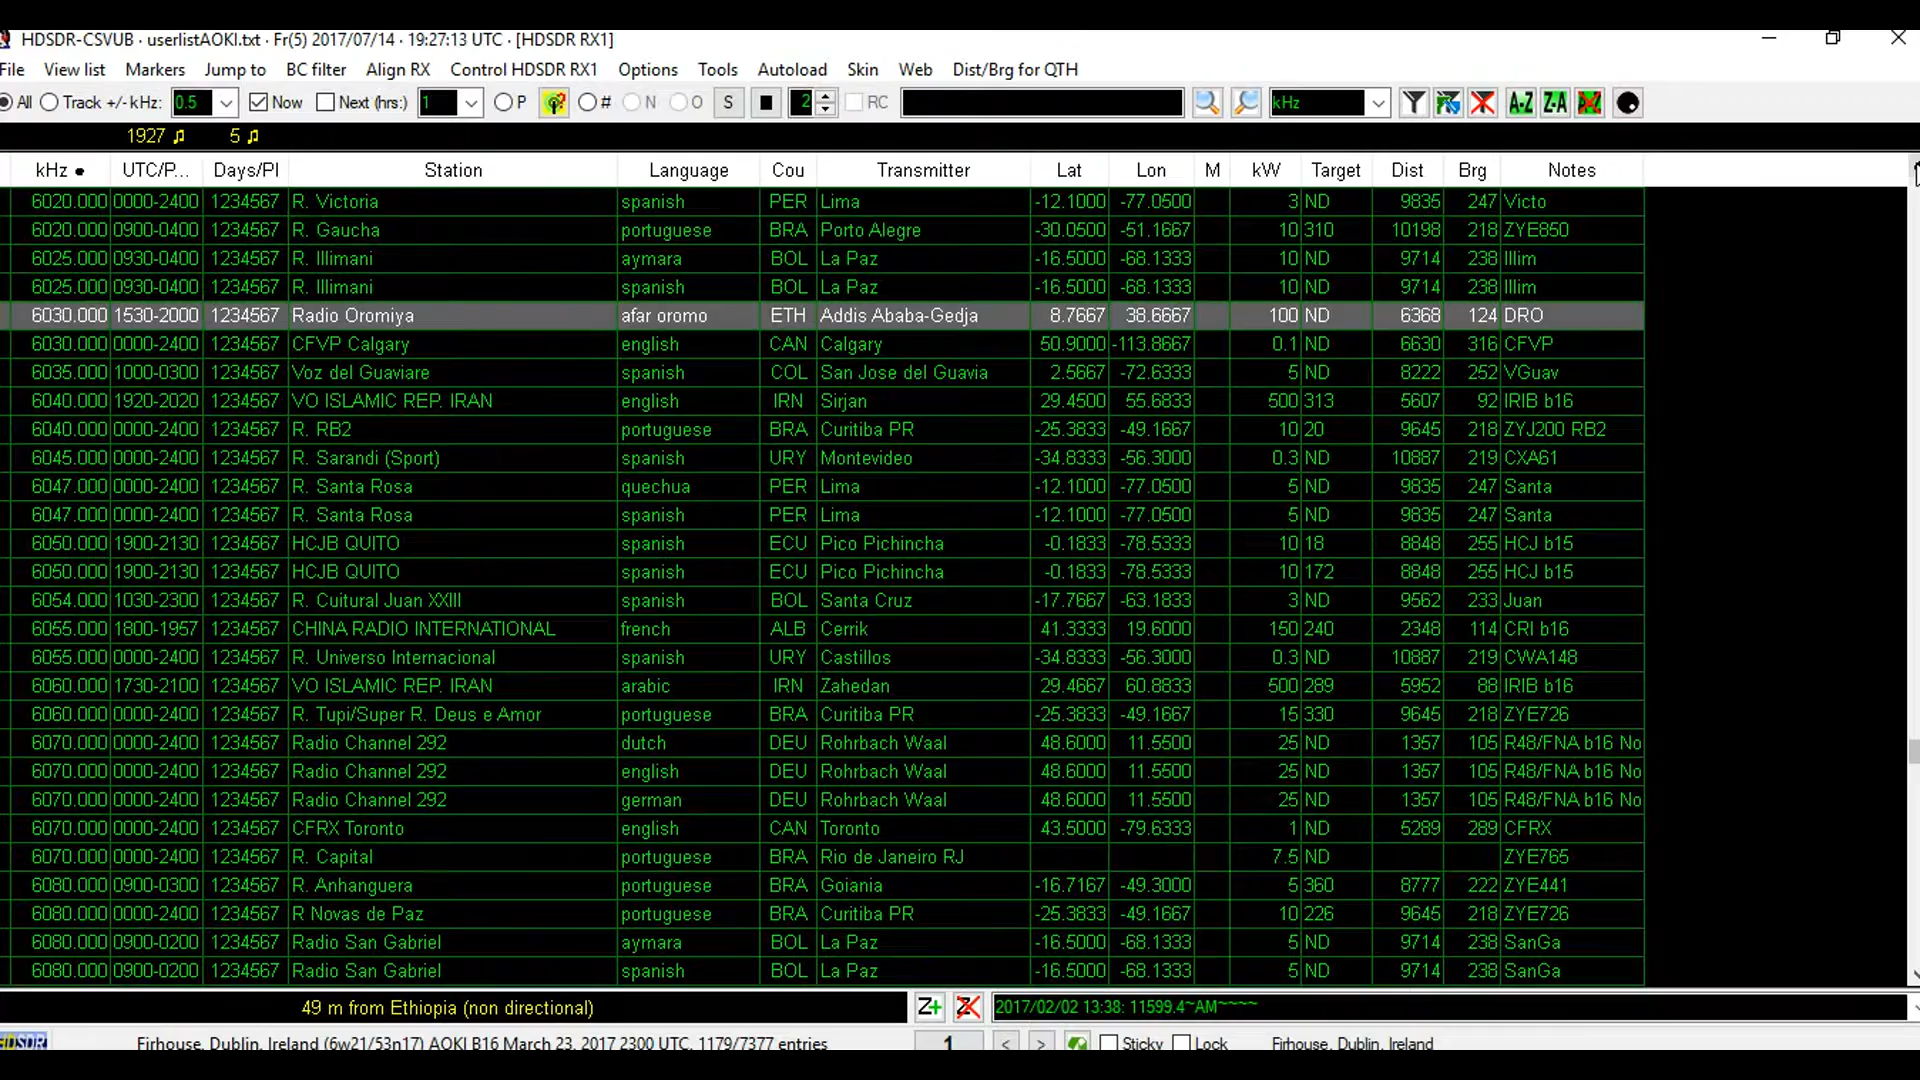 HDSDR-CSVUB · userlistAOKI.txt · Fr(5) 2017/07/14 · 19:27:13 UTC · [HDSDR RX1]
File View list Markers Jump to BC filter Align RX Control HDSDR RX1 Options Tools Autoload Skin Web Dist/Brg for QTH
All Track +/- kHz: 0.5 Now Next (hrs:) 1 P # N O S 2 RC kHz A-Z Z-A
1927 ♫ 5 ♫
kHz ● UTC/P... Days/Pl Station Language Cou Transmitter Lat Lon M kW Target Dist Brg Notes
6020.000 0000-2400 1234567 R. Victoria spanish PER Lima -12.1000 -77.0500 3 ND 9835 247 Victo
6020.000 0900-0400 1234567 R. Gaucha portuguese BRA Porto Alegre -30.0500 -51.1667 10 310 10198 218 ZYE850
6025.000 0930-0400 1234567 R. Illimani aymara BOL La Paz -16.5000 -68.1333 10 ND 9714 238 Illim
6025.000 0930-0400 1234567 R. Illimani spanish BOL La Paz -16.5000 -68.1333 10 ND 9714 238 Illim
6030.000 1530-2000 1234567 Radio Oromiya afar oromo ETH Addis Ababa-Gedja 8.7667 38.6667 100 ND 6368 124 DRO
6030.000 0000-2400 1234567 CFVP Calgary english CAN Calgary 50.9000 -113.8667 0.1 ND 6630 316 CFVP
6035.000 1000-0300 1234567 Voz del Guaviare spanish COL San Jose del Guavia 2.5667 -72.6333 5 ND 8222 252 VGuav
6040.000 1920-2020 1234567 VO ISLAMIC REP. IRAN english IRN Sirjan 29.4500 55.6833 500 313 5607 92 IRIB b16
6040.000 0000-2400 1234567 R. RB2 portuguese BRA Curitiba PR -25.3833 -49.1667 10 20 9645 218 ZYJ200 RB2
6045.000 0000-2400 1234567 R. Sarandi (Sport) spanish URY Montevideo -34.8333 -56.3000 0.3 ND 10887 219 CXA61
6047.000 0000-2400 1234567 R. Santa Rosa quechua PER Lima -12.1000 -77.0500 5 ND 9835 247 Santa
6047.000 0000-2400 1234567 R. Santa Rosa spanish PER Lima -12.1000 -77.0500 5 ND 9835 247 Santa
6050.000 1900-2130 1234567 HCJB QUITO spanish ECU Pico Pichincha -0.1833 -78.5333 10 18 8848 255 HCJ b15
6050.000 1900-2130 1234567 HCJB QUITO spanish ECU Pico Pichincha -0.1833 -78.5333 10 172 8848 255 HCJ b15
6054.000 1030-2300 1234567 R. Cuitural Juan XXIII spanish BOL Santa Cruz -17.7667 -63.1833 3 ND 9562 233 Juan
6055.000 1800-1957 1234567 CHINA RADIO INTERNATIONAL french ALB Cerrik 41.3333 19.6000 150 240 2348 114 CRI b16
6055.000 0000-2400 1234567 R. Universo Internacional spanish URY Castillos -34.8333 -56.3000 0.3 ND 10887 219 CWA148
6060.000 1730-2100 1234567 VO ISLAMIC REP. IRAN arabic IRN Zahedan 29.4667 60.8833 500 289 5952 88 IRIB b16
6060.000 0000-2400 1234567 R. Tupi/Super R. Deus e Amor portuguese BRA Curitiba PR -25.3833 -49.1667 15 330 9645 218 ZYE726
6070.000 0000-2400 1234567 Radio Channel 292 dutch DEU Rohrbach Waal 48.6000 11.5500 25 ND 1357 105 R48/FNA b16 No
6070.000 0000-2400 1234567 Radio Channel 292 english DEU Rohrbach Waal 48.6000 11.5500 25 ND 1357 105 R48/FNA b16 No
6070.000 0000-2400 1234567 Radio Channel 292 german DEU Rohrbach Waal 48.6000 11.5500 25 ND 1357 105 R48/FNA b16 No
6070.000 0000-2400 1234567 CFRX Toronto english CAN Toronto 43.5000 -79.6333 1 ND 5289 289 CFRX
6070.000 0000-2400 1234567 R. Capital portuguese BRA Rio de Janeiro RJ 7.5 ND ZYE765
6080.000 0900-0300 1234567 R. Anhanguera portuguese BRA Goiania -16.7167 -49.3000 5 360 8777 222 ZYE441
6080.000 0000-2400 1234567 R Novas de Paz portuguese BRA Curitiba PR -25.3833 -49.1667 10 226 9645 218 ZYE726
6080.000 0900-0200 1234567 Radio San Gabriel aymara BOL La Paz -16.5000 -68.1333 5 ND 9714 238 SanGa
6080.000 0900-0200 1234567 Radio San Gabriel spanish BOL La Paz -16.5000 -68.1333 5 ND 9714 238 SanGa
49 m from Ethiopia (non directional) Z+ Z 2017/02/02 13:38: 11599.4~AM~~~~
HDSDR Firhouse, Dublin, Ireland (6w21/53n17) AOKI B16 March 23, 2017 2300 UTC, 1179/7377 entries 1 < > Sticky Lock Firhouse, Dublin, Ireland